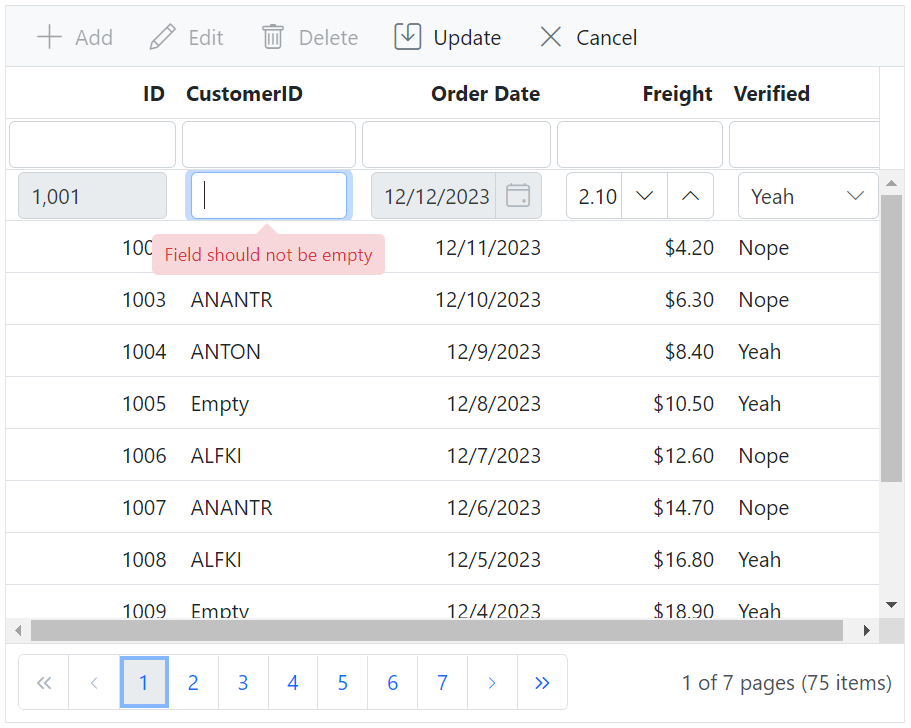 Add Edit Delete Update Cancel
ID CustomerID Order Date Freight Verified
1,001 12/12/2023 2.10 Yeah
12/11/2023 $4.20 Nope
Field should not be empty
1003 ANANTR 12/10/2023 $6.30 Nope
1004 ANTON 12/9/2023 $8.40 Yeah
1005 Empty 12/8/2023 $10.50 Yeah
1006 ALFKI 12/7/2023 $12.60 Nope
1007 ANANTR 12/6/2023 $14.70 Nope
1008 ALFKI 12/5/2023 $16.80 Yeah
1009 Empty 12/4/2023 $18.90 Yeah
1 2 3 4 5 6 7 1 of 7 pages (75 items)